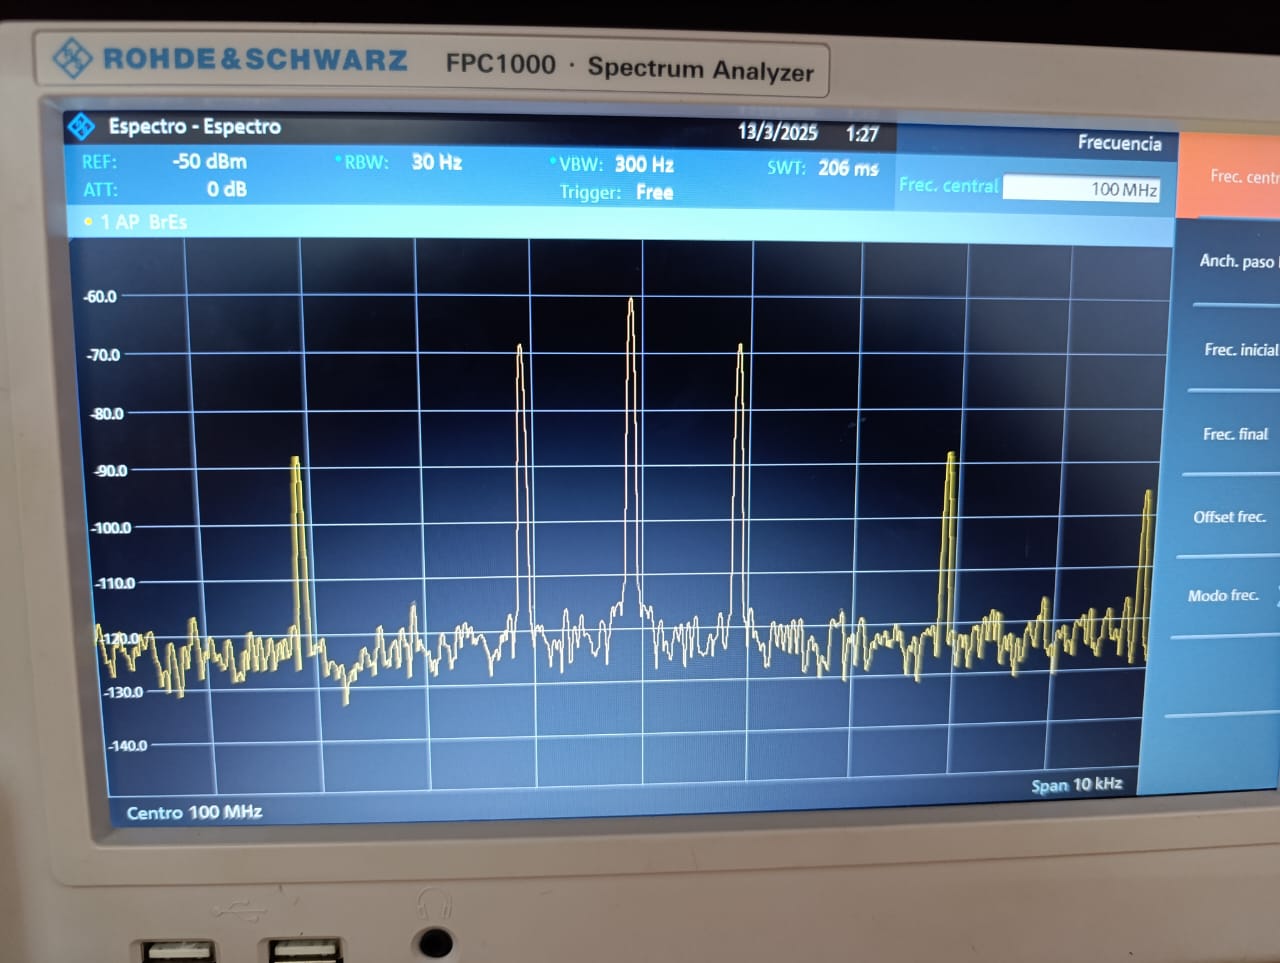 ROHDE&SCHWARZ FPC1000 · Spectrum Analyzer
Espectro - Espectro 13/3/2025 1:27 Frecuencia
REF: -50 dBm RBW: 30 Hz VBW: 300 Hz SWT: 206 ms
ATT: 0 dB Trigger: Free
Frec. central 100 MHz
1 AP BrEs
-60.0
-70.0
-80.0
-90.0
-100.0
-110.0
-120.0
-130.0
-140.0
Centro 100 MHz Span 10 kHz
Frec. centr
Anch. paso
Frec. inicial
Frec. final
Offset frec.
Modo frec.